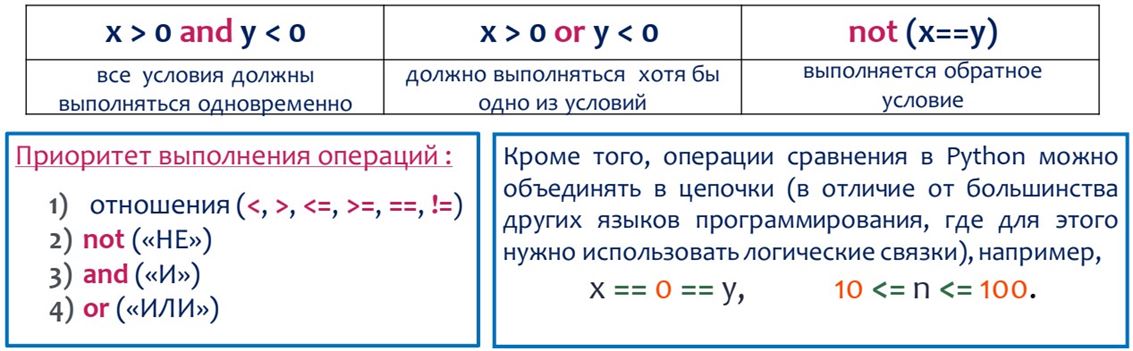 x > 0 and y < 0
x > 0 or y < 0
not (x==y)
все условия должны
выполняться одновременно
должно выполняться хотя бы
одно из условий
выполняется обратное
условие
Приоритет выполнения операций :
1) отношения (<, >, <=, >=, ==, !=)
2) not («НЕ»)
3) and («И»)
4) or («ИЛИ»)
Кроме того, операции сравнения в Python можно
объединять в цепочки (в отличие от большинства
других языков программирования, где для этого
нужно использовать логические связки), например,
x == 0 == y, 10 <= n <= 100.